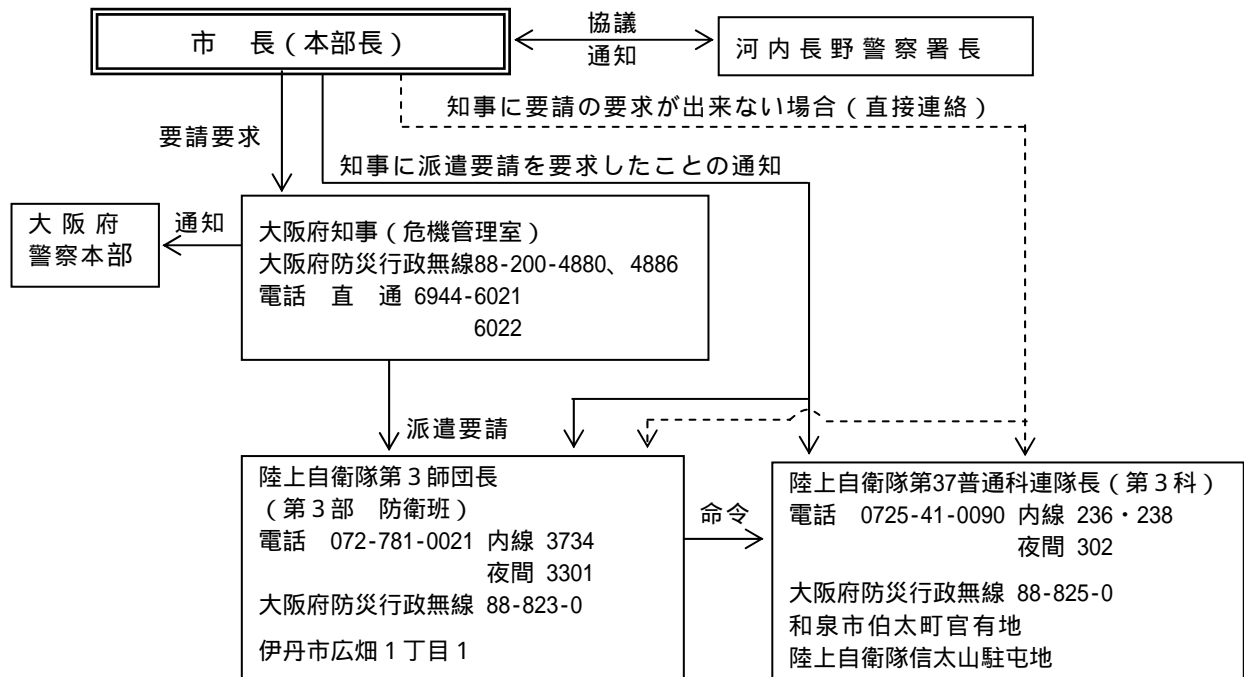 市　長（本部長）
協議
通知
河内長野警察署長
知事に要請の要求が出来ない場合（直接連絡）
要請要求
知事に派遣要請を要求したことの通知
大阪府
警察本部
通知
大阪府知事（危機管理室）
大阪府防災行政無線88-200-4880、4886
電話　直　通 6944-6021
6022
派遣要請
陸上自衛隊第３師団長
（第３部　防衛班）
電話　072-781-0021 内線 3734
夜間 3301
大阪府防災行政無線 88-823-0
伊丹市広畑１丁目１
命令
陸上自衛隊第37普通科連隊長（第３科）
電話　0725-41-0090 内線 236・238
夜間 302
大阪府防災行政無線 88-825-0
和泉市伯太町官有地
陸上自衛隊信太山駐屯地